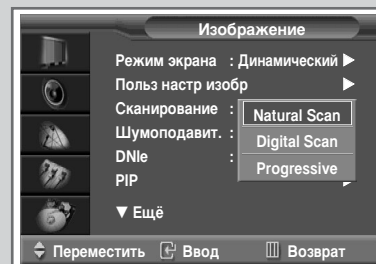 Изображение
Режим экрана : Динамический ▶
Польз настр изобр ▶
Сканирование :
Natural Scan
Шумоподавит. :
Digital Scan
DNIe :
Progressive
PIP ▶
▼ Ещё
Переместить Ввод Возврат